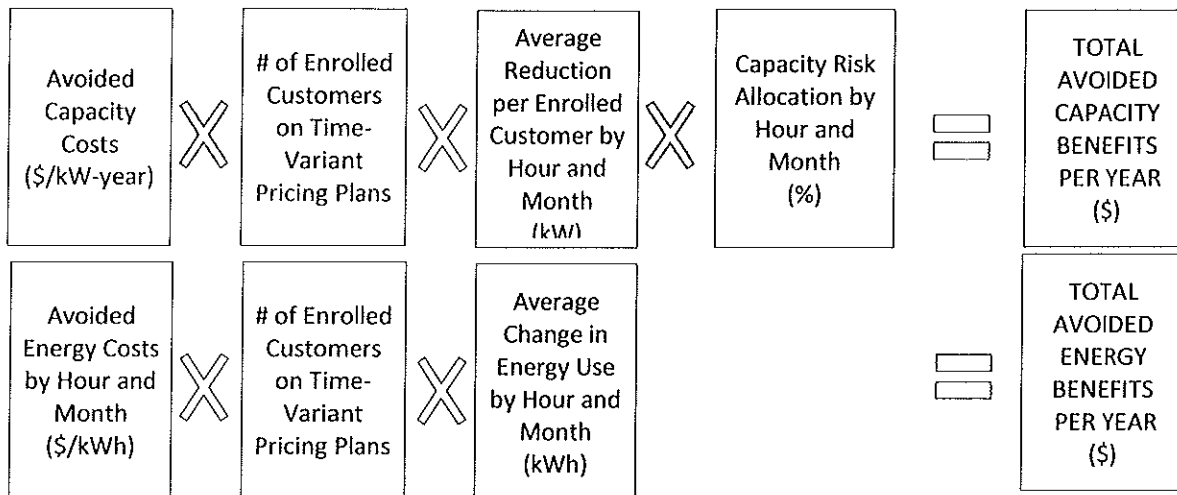 Avoided
Capacity
Costs
($/kW-year)
# of Enrolled
Customers
on Time-
Variant
Pricing Plans
Average
Reduction
per Enrolled
Customer by
Hour and
Month
(kW)
Capacity Risk
Allocation by
Hour and
Month
(%)
TOTAL
AVOIDED
CAPACITY
BENEFITS
PER YEAR
($)
Avoided
Energy Costs
by Hour and
Month
($/kWh)
# of Enrolled
Customers
on Time-
Variant
Pricing Plans
Average
Change in
Energy Use
by Hour and
Month
(kWh)
TOTAL
AVOIDED
ENERGY
BENEFITS
PER YEAR
($)